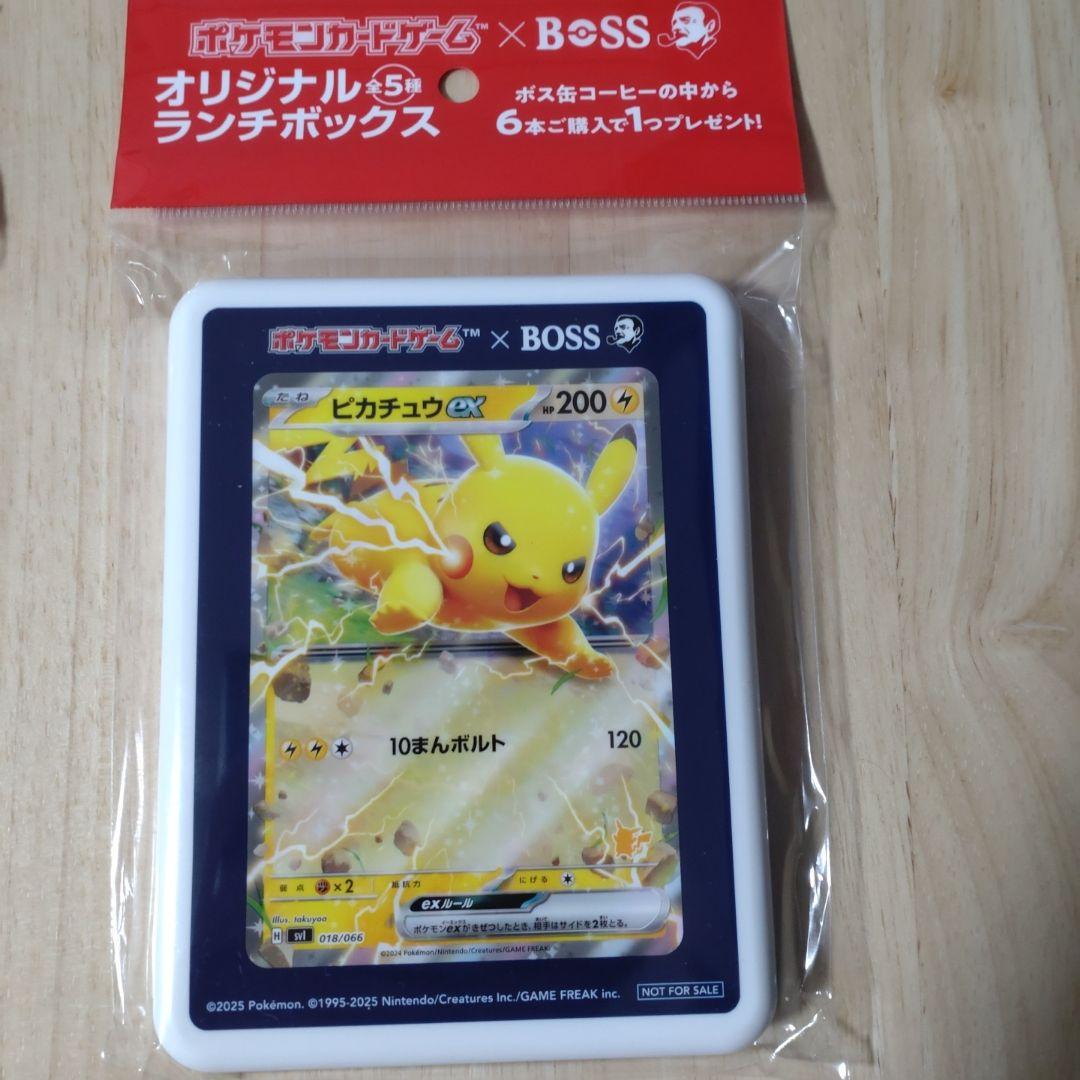 ポケモンカードゲーム™ × BOSS
オリジナル 全5種
ランチボックス
ボス缶コーヒーの中から
6本ご購入で1つプレゼント!
ポケモンカードゲーム™ × BOSS
たね ピカチュウex HP 200
10まんボルト 120
弱点 ×2 抵抗力 にげる
exルール
ポケモンexがきぜつしたとき、相手はサイドを2枚とる。
Illus. takuyoa
H svI 018/066
©2024 Pokémon/Nintendo/Creatures/GAME FREAK
©2025 Pokémon. ©1995-2025 Nintendo/Creatures Inc./GAME FREAK inc.
NOT FOR SALE